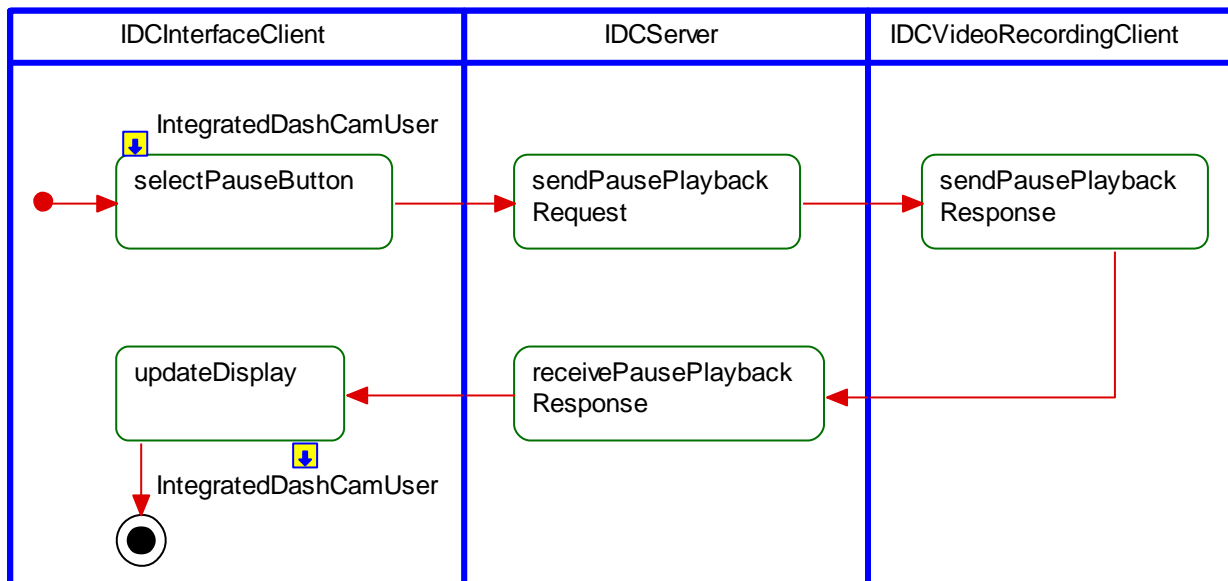 IDCInterfaceClient
IDCServer
IDCVideoRecordingClient
IntegratedDashCamUser
selectPauseButton
sendPausePlayback
Request
sendPausePlayback
Response
updateDisplay
receivePausePlayback
Response
IntegratedDashCamUser